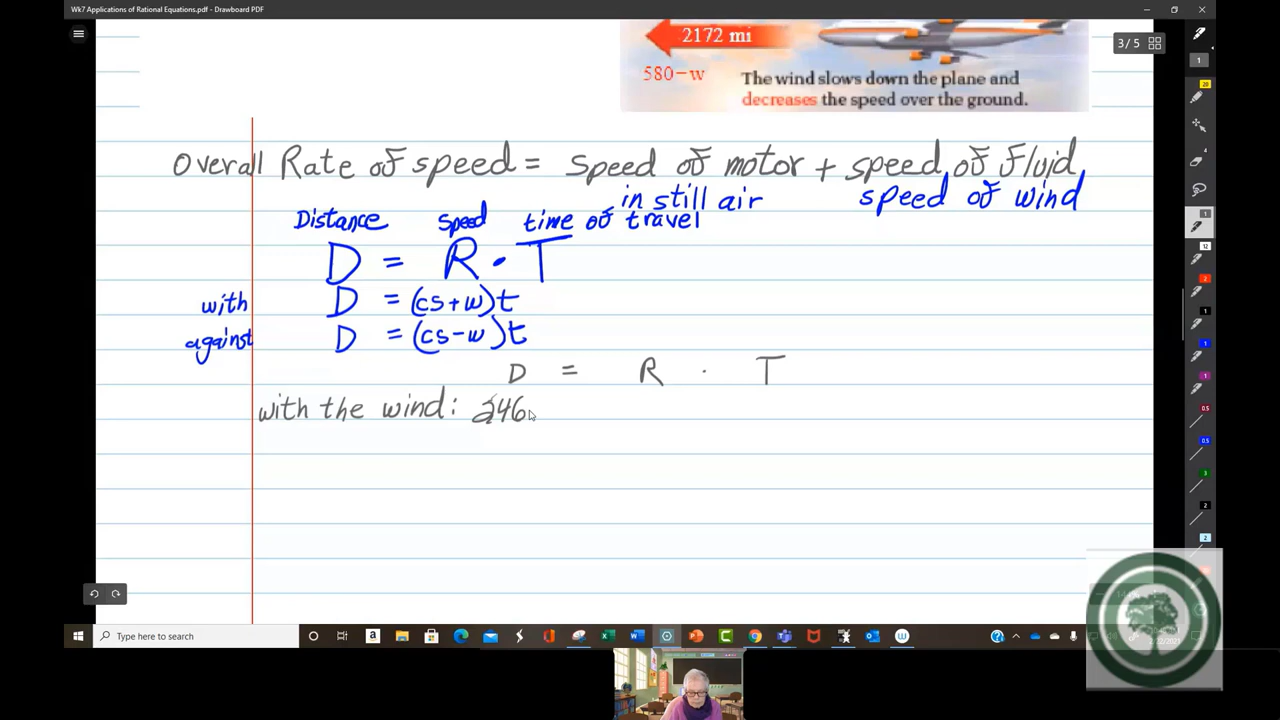 Wk7 Applications of Rational Equations.pdf - Drawboard PDF
3/5
2172 mi
580-w
The wind slows down the plane and
decreases the speed over the ground.
Overall Rate of speed = speed of motor + speed of fluid
in still air speed of wind
Distance speed time of travel
D = R · T
with D = (cs+w)t
against D = (cs-w)t
D = R · T
with the wind: 246
Type here to search